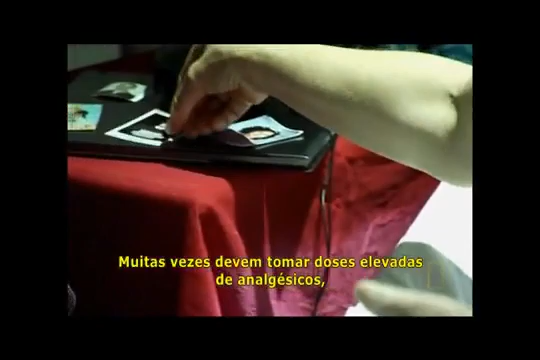 Muitas vezes devem tomar doses elevadas
de analgésicos,